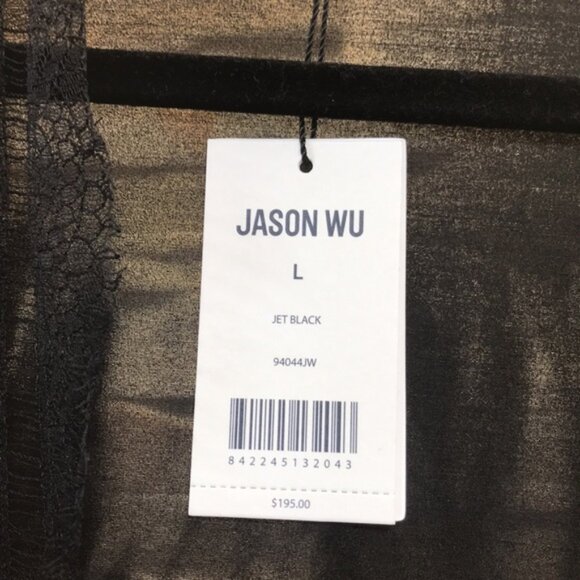 JASON WU
L
JET BLACK
94044JW
842245132043
$195.00